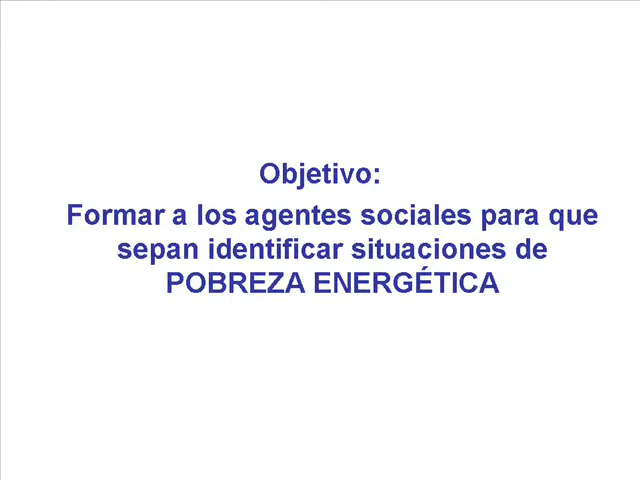 Objetivo:
Formar a los agentes sociales para que
sepan identificar situaciones de
POBREZA ENERGÉTICA